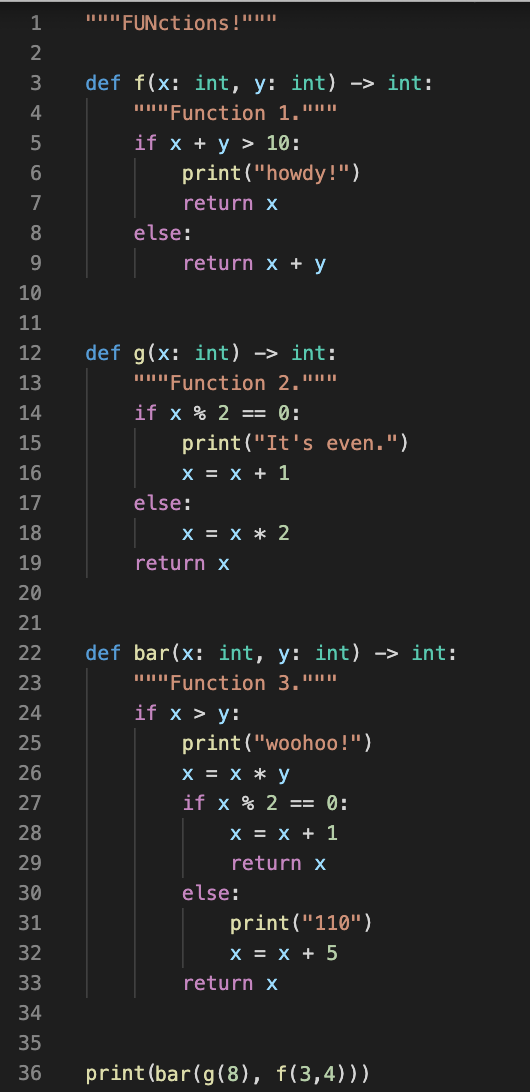 1 """FUNctions!"""
2
3 def f(x: int, y: int) -> int:
4     """Function 1."""
5     if x + y > 10:
6         print("howdy!")
7         return x
8     else:
9         return x + y
10
11
12 def g(x: int) -> int:
13     """Function 2."""
14     if x % 2 == 0:
15         print("It's even.")
16         x = x + 1
17     else:
18         x = x * 2
19     return x
20
21
22 def bar(x: int, y: int) -> int:
23     """Function 3."""
24     if x > y:
25         print("woohoo!")
26         x = x * y
27         if x % 2 == 0:
28             x = x + 1
29             return x
30         else:
31             print("110")
32             x = x + 5
33         return x
34
35
36 print(bar(g(8), f(3,4)))